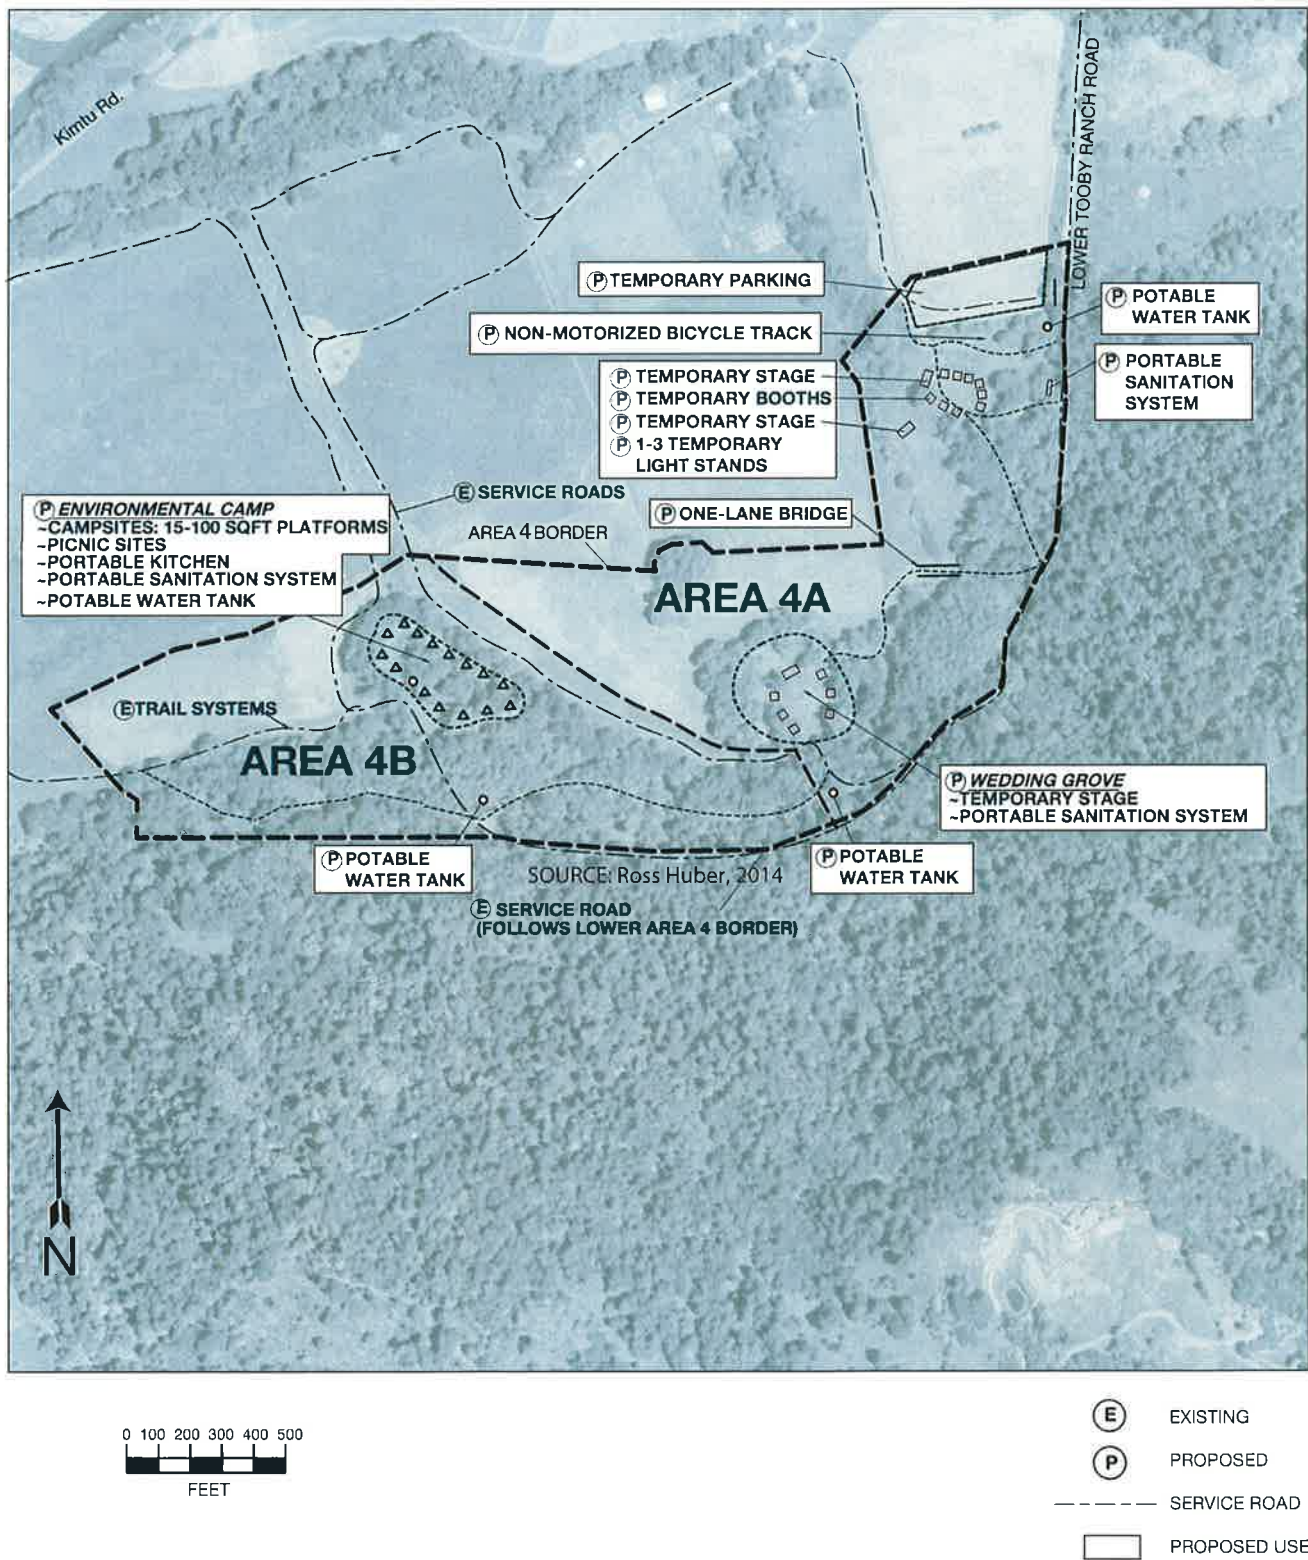 Kimtu Rd.
LOWER TOOBY RANCH ROAD
Ⓟ TEMPORARY PARKING
Ⓟ POTABLE
WATER TANK
Ⓟ NON-MOTORIZED BICYCLE TRACK
Ⓟ PORTABLE
SANITATION
SYSTEM
Ⓟ TEMPORARY STAGE
Ⓟ TEMPORARY BOOTHS
Ⓟ TEMPORARY STAGE
Ⓟ 1-3 TEMPORARY
LIGHT STANDS
Ⓔ SERVICE ROADS
Ⓟ ENVIRONMENTAL CAMP
~CAMPSITES: 15-100 SQFT PLATFORMS
~PICNIC SITES
~PORTABLE KITCHEN
~PORTABLE SANITATION SYSTEM
~POTABLE WATER TANK
AREA 4 BORDER
Ⓟ ONE-LANE BRIDGE
AREA 4A
Ⓔ TRAIL SYSTEMS
AREA 4B
Ⓟ WEDDING GROVE
~TEMPORARY STAGE
~PORTABLE SANITATION SYSTEM
Ⓟ POTABLE
WATER TANK
SOURCE: Ross Huber, 2014
Ⓟ POTABLE
WATER TANK
Ⓔ SERVICE ROAD
(FOLLOWS LOWER AREA 4 BORDER)
N
0 100 200 300 400 500
FEET
Ⓔ EXISTING
Ⓟ PROPOSED
SERVICE ROAD
PROPOSED USE